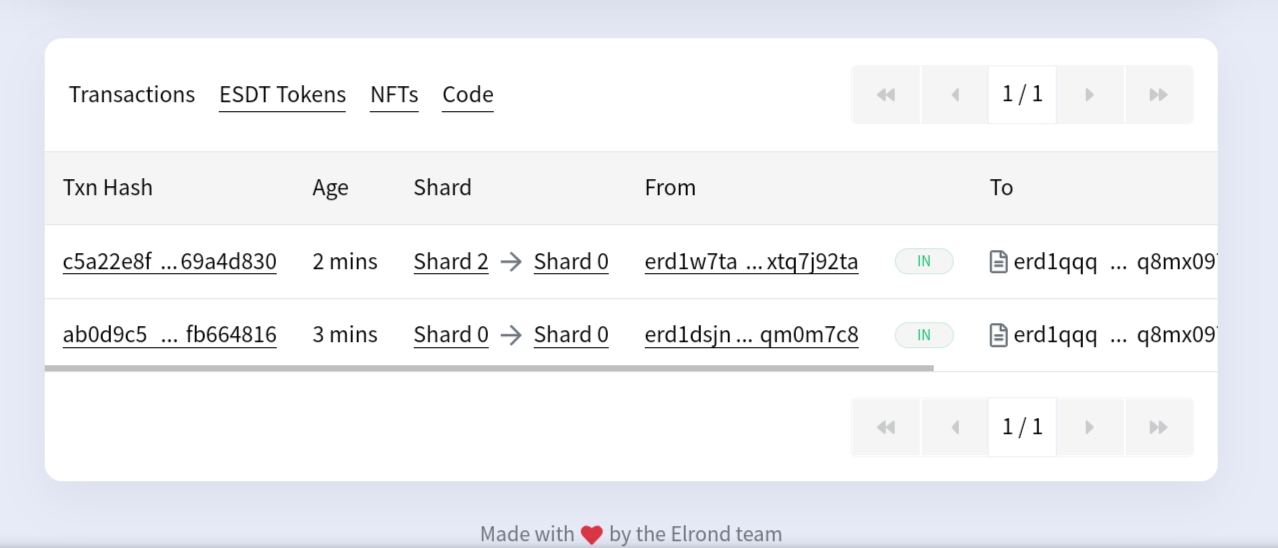 Transactions ESDT Tokens NFTs Code 1 / 1
Txn Hash Age Shard From To
c5a22e8f ... 69a4d830 2 mins Shard 2 → Shard 0 erd1w7ta ... xtq7j92ta IN erd1qqq ... q8mx09
ab0d9c5 ... fb664816 3 mins Shard 0 → Shard 0 erd1dsjn ... qm0m7c8 IN erd1qqq ... q8mx09
1 / 1
Made with ❤ by the Elrond team